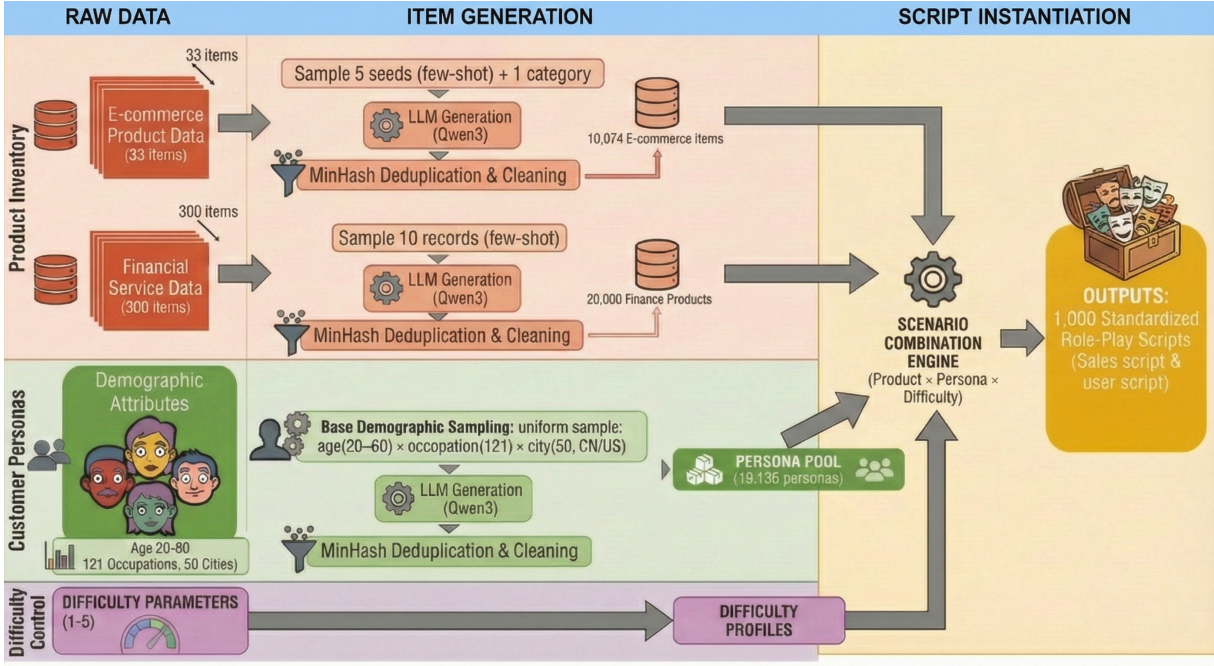 RAW DATA
ITEM GENERATION
SCRIPT INSTANTIATION
Product Inventory
33 items
E-commerce
Product Data
(33 items)
Sample 5 seeds (few-shot) + 1 category
LLM Generation
(Qwen3)
MinHash Deduplication & Cleaning
10,074 E-commerce items
300 items
Financial
Service Data
(300 items)
Sample 10 records (few-shot)
LLM Generation
(Qwen3)
MinHash Deduplication & Cleaning
20,000 Finance Products
Customer Personas
Demographic
Attributes
Age 20-80
121 Occupations, 50 Cities)
Base Demographic Sampling: uniform sample:
age(20–60) × occopation(121) × city(50, CN/US)
LLM Generation
(Qwen3)
MinHash Deduplication & Cleaning
PERSONA POOL
(19.136 personas)
Difficulty
Control
DIFFICULTY PARAMETERS
(1-5)
DIFFICULTY
PROFILES
SCENARIO
COMBINATION
ENGINE
(Product × Persona ×
Difficulty)
OUTPUTS:
1,000 Standardized
Role-Play Scripts
(Sales script &
user script)